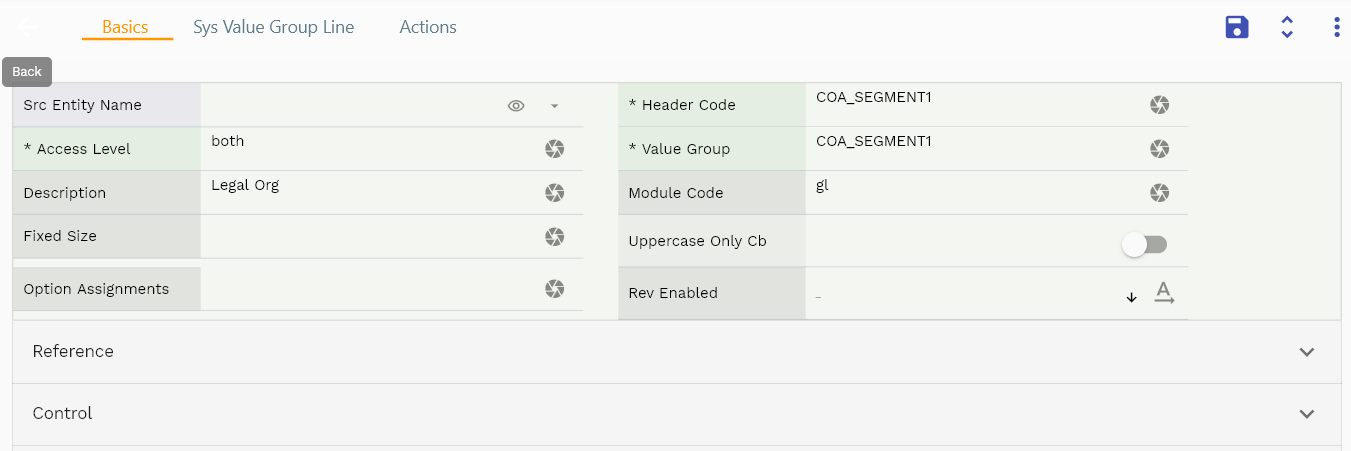 Basics Sys Value Group Line Actions
Back
Src Entity Name * Header Code COA_SEGMENT1
* Access Level both * Value Group COA_SEGMENT1
Description Legal Org Module Code gl
Fixed Size Uppercase Only Cb
Option Assignments Rev Enabled _
Reference
Control